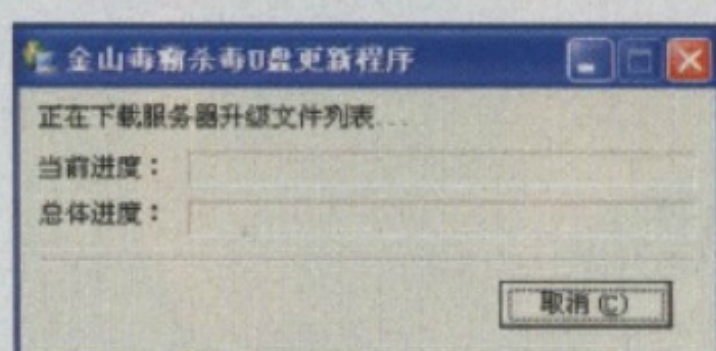 金山毒霸杀毒U盘更新程序
正在下载服务器升级文件列表...
当前进度：
总体进度：
取消(C)